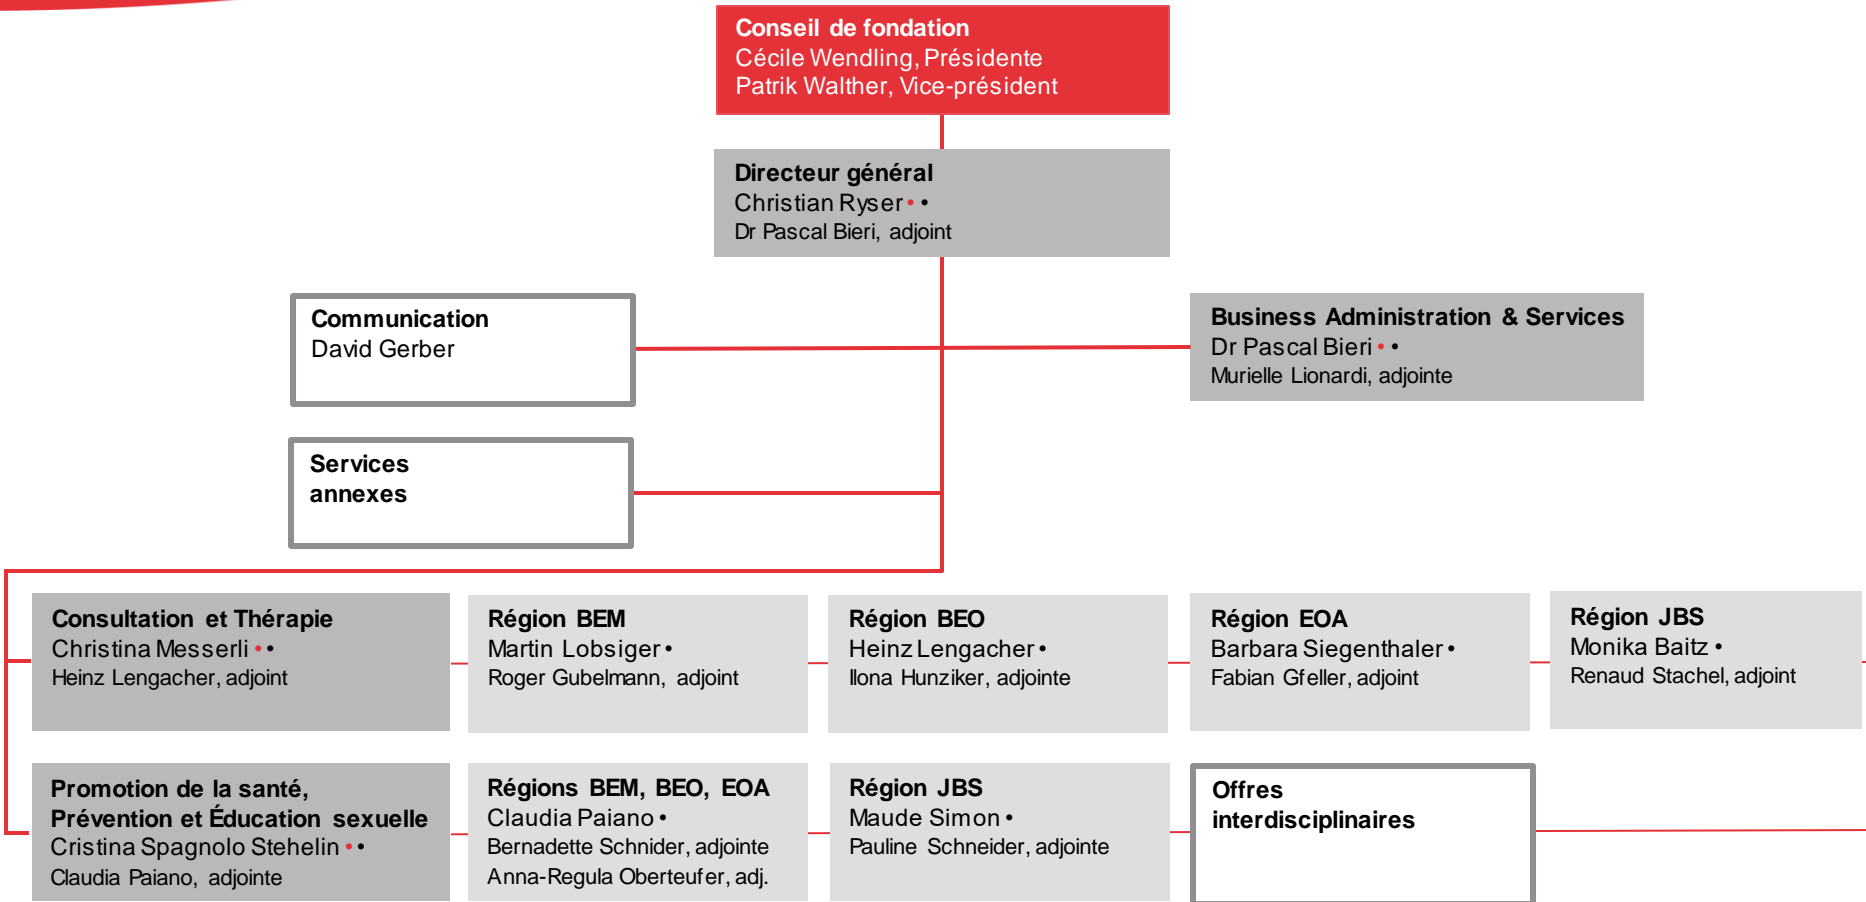 Conseil de fondation
Cécile Wendling, Présidente
Patrik Walther, Vice-président
Directeur général
Christian Ryser • •
Dr Pascal Bieri, adjoint
Communication
David Gerber
Business Administration & Services
Dr Pascal Bieri • •
Murielle Lionardi, adjointe
Services
annexes
Consultation et Thérapie
Christina Messerli • •
Heinz Lengacher, adjoint
Région BEM
Martin Lobsiger •
Roger Gubelmann, adjoint
Région BEO
Heinz Lengacher •
Ilona Hunziker, adjointe
Région EOA
Barbara Siegenthaler •
Fabian Gfeller, adjoint
Région JBS
Monika Baitz •
Renaud Stachel, adjoint
Promotion de la santé,
Prévention et Éducation sexuelle
Cristina Spagnolo Stehelin • •
Claudia Paiano, adjointe
Régions BEM, BEO, EOA
Claudia Paiano •
Bernadette Schnider, adjointe
Anna-Regula Oberteufer, adj.
Région JBS
Maude Simon •
Pauline Schneider, adjointe
Offres
interdisciplinaires